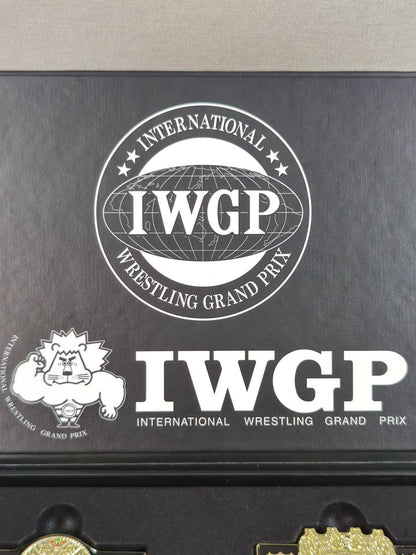 INTERNATIONAL
IWGP
WRESTLING GRAND PRIX
INTERNATIONAL WRESTLING GRAND PRIX
IWGP
INTERNATIONAL WRESTLING GRAND PRIX